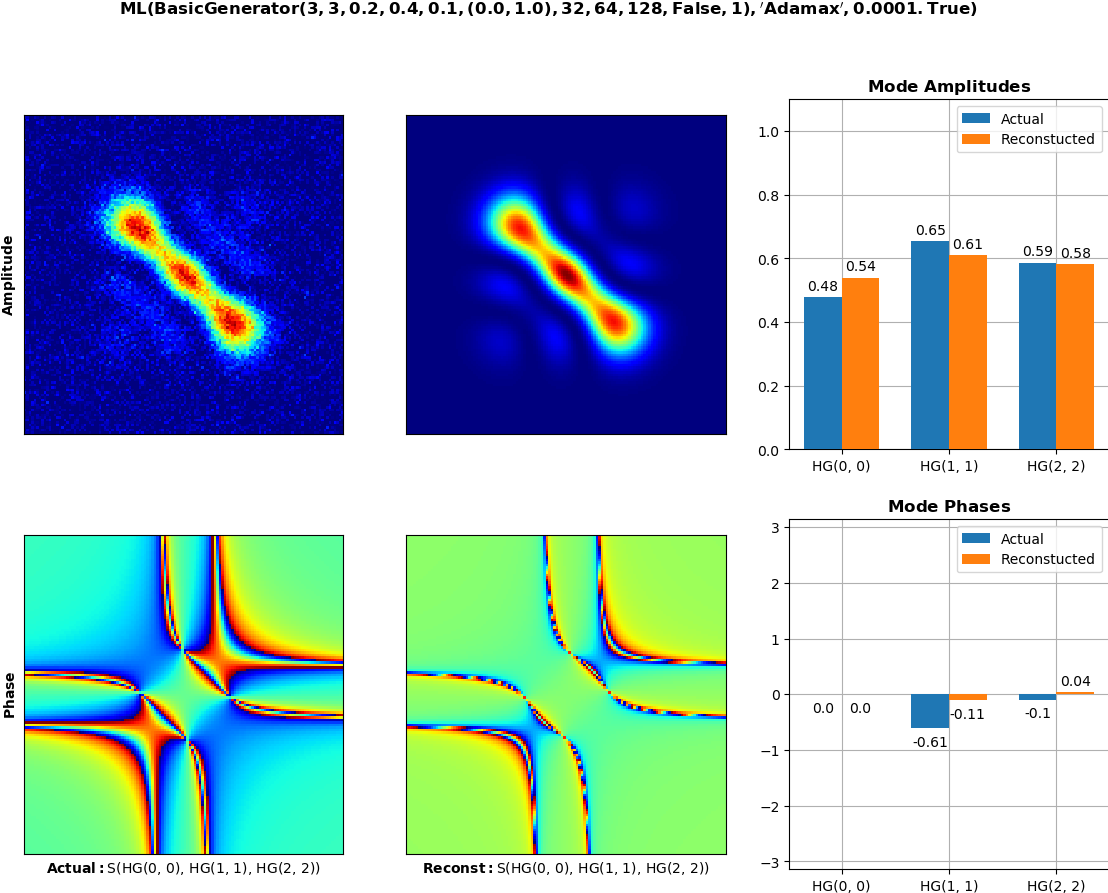 ML(BasicGenerator(3, 3, 0.2, 0.4, 0.1, (0.0, 1.0), 32, 64, 128, False, 1), ′Adamax′, 0.0001. True)
Amplitude
Mode Amplitudes
Actual
Reconstucted
1.0
0.8
0.6
0.4
0.2
0.0
0.48
0.54
0.65
0.61
0.59
0.58
HG(0, 0)
HG(1, 1)
HG(2, 2)
Phase
Actual: S(HG(0, 0), HG(1, 1), HG(2, 2))
Reconst: S(HG(0, 0), HG(1, 1), HG(2, 2))
Mode Phases
Actual
Reconstucted
3
2
1
0
−1
−2
−3
0.0
0.0
-0.61
-0.11
-0.1
0.04
HG(0, 0)
HG(1, 1)
HG(2, 2)